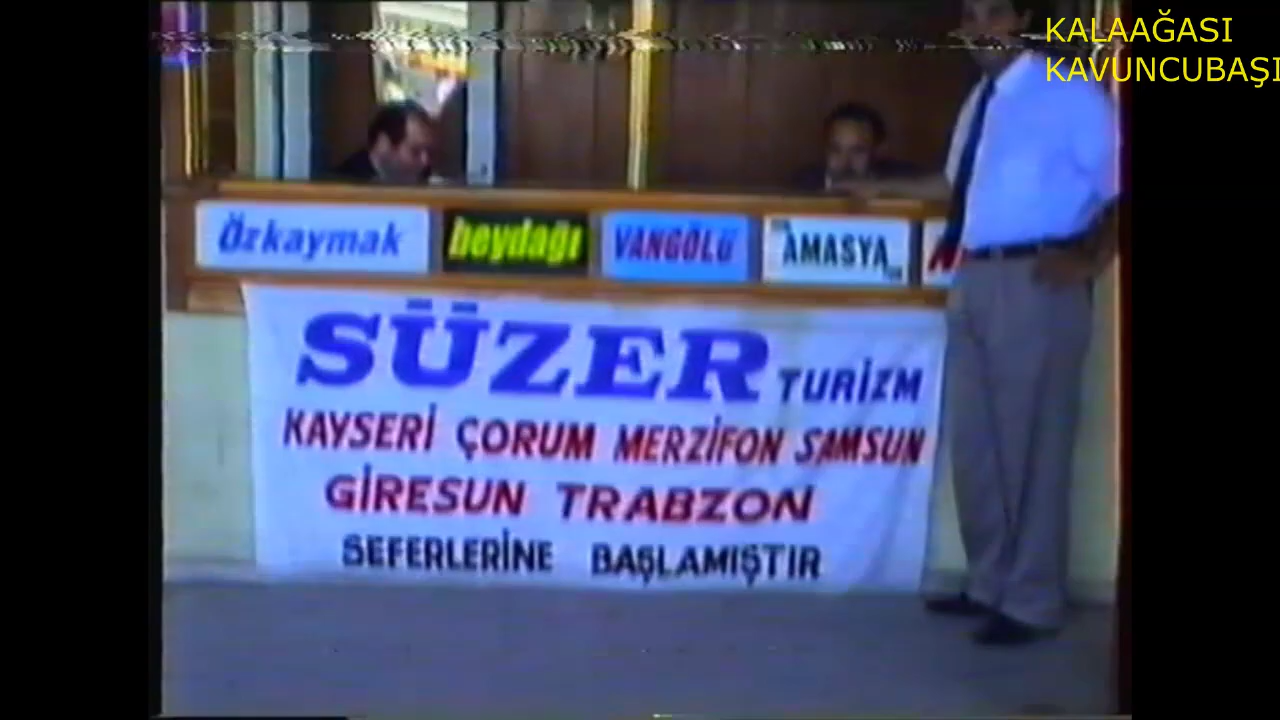 KALAAĞASI
KAVUNCUBAŞI
Özkaymak beydağı VANGÖLÜ AMASYA
SÜZER TURİZM
KAYSERİ ÇORUM MERZİFON SAMSUN
GİRESUN TRABZON
SEFERLERİNE BAŞLAMIŞTIR